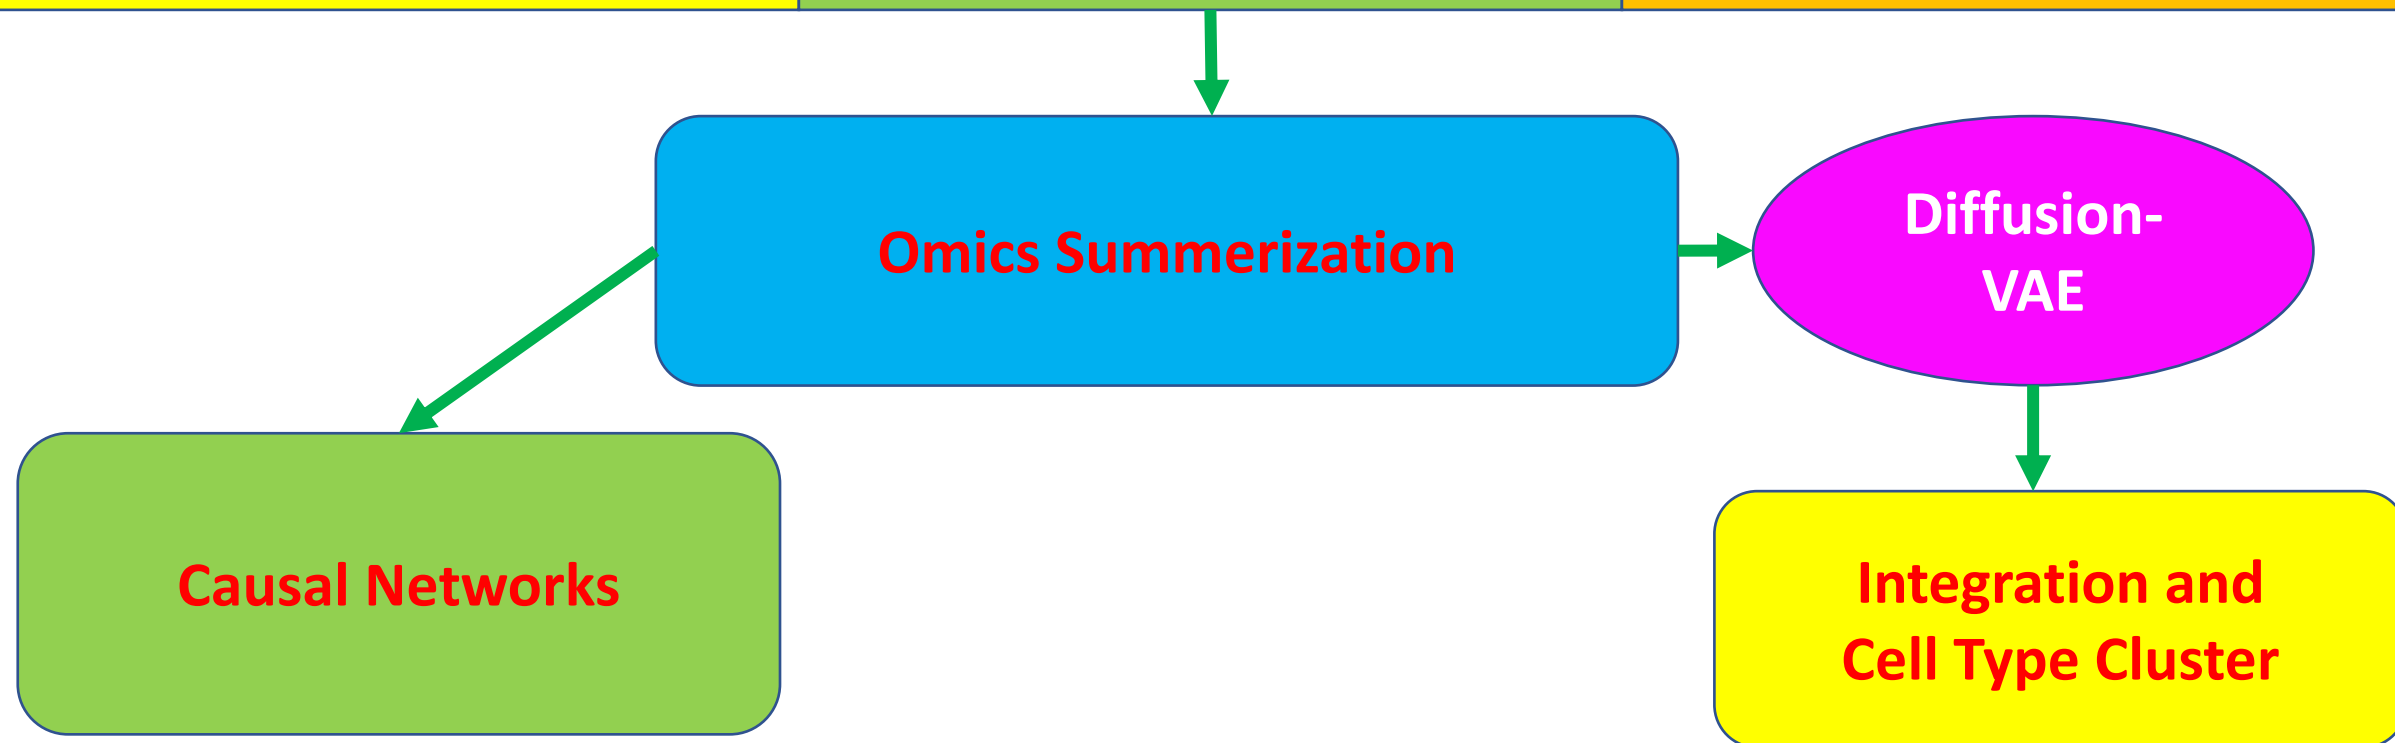 Omics Summerization
Diffusion-
VAE
Causal Networks
Integration and
Cell Type Cluster